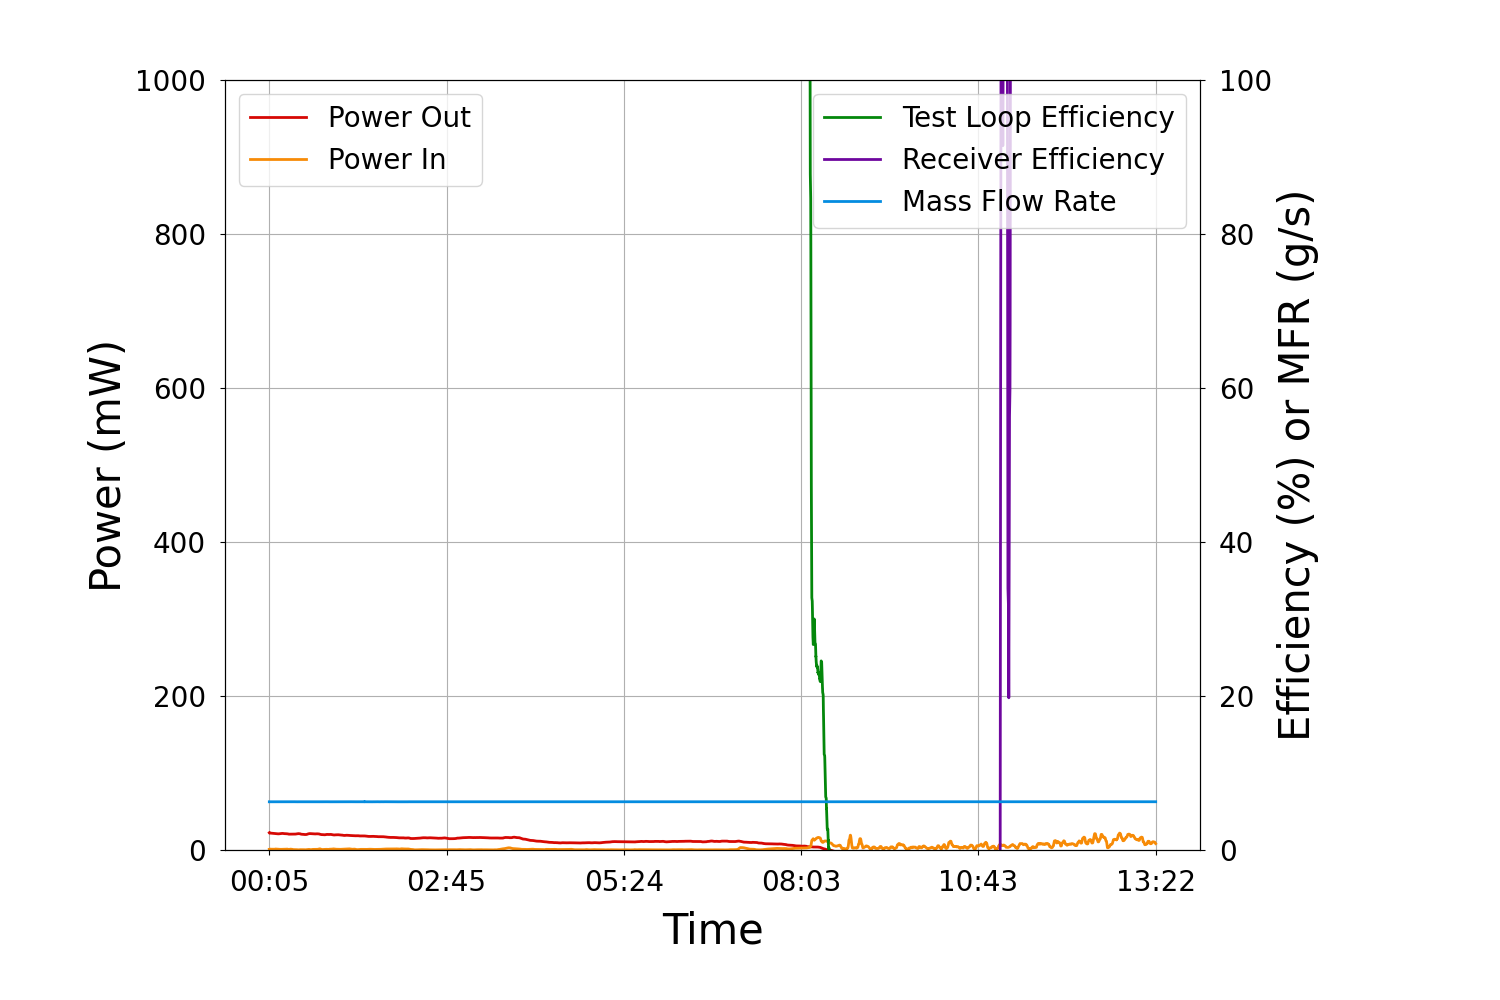 1000
800
600
400
200
0
Power (mW)
Power Out
Power In
Test Loop Efficiency
Receiver Efficiency
Mass Flow Rate
100
80
60
40
20
0
Efficiency (%) or MFR (g/s)
00:05 02:45 05:24 08:03 10:43 13:22
Time